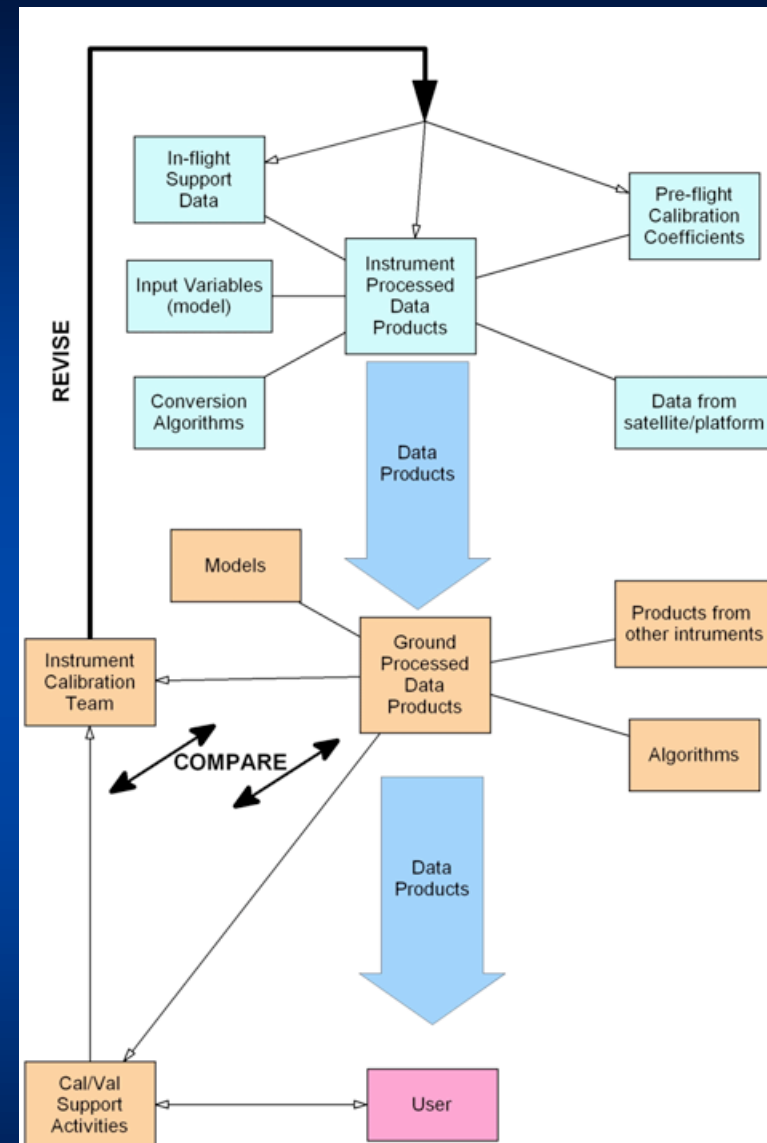 In-flight
Support
Data
Pre-flight
Calibration
Coefficients
Instrument
Processed
Data
Products
Input Variables
(model)
REVISE
Conversion
Algorithms
Data from
satellite/platform
Data
Products
Models
Products from
other intruments
Ground
Processed
Data
Products
Instrument
Calibration
Team
Algorithms
COMPARE
Data
Products
Cal/Val
Support
Activities
User